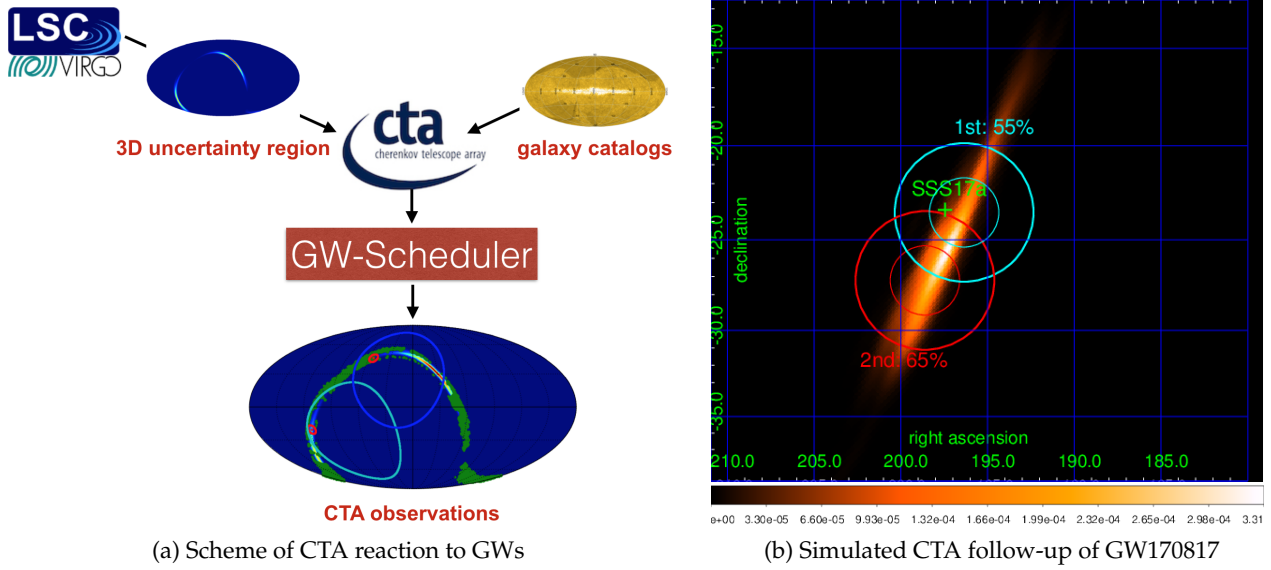 LSC
VIRGO
3D uncertainty region
cta
cherenkov telescope array
galaxy catalogs
GW-Scheduler
CTA observations
(a) Scheme of CTA reaction to GWs
-15.0
-20.0
-25.0
-30.0
-35.0
declination
1st: 55%
SSS17a
2nd: 65%
right ascension
210.0 205.0 200.0 195.0 190.0 185.0
e+00 3.30e-05 6.60e-05 9.93e-05 1.32e-04 1.66e-04 1.99e-04 2.32e-04 2.65e-04 2.98e-04 3.31
(b) Simulated CTA follow-up of GW170817